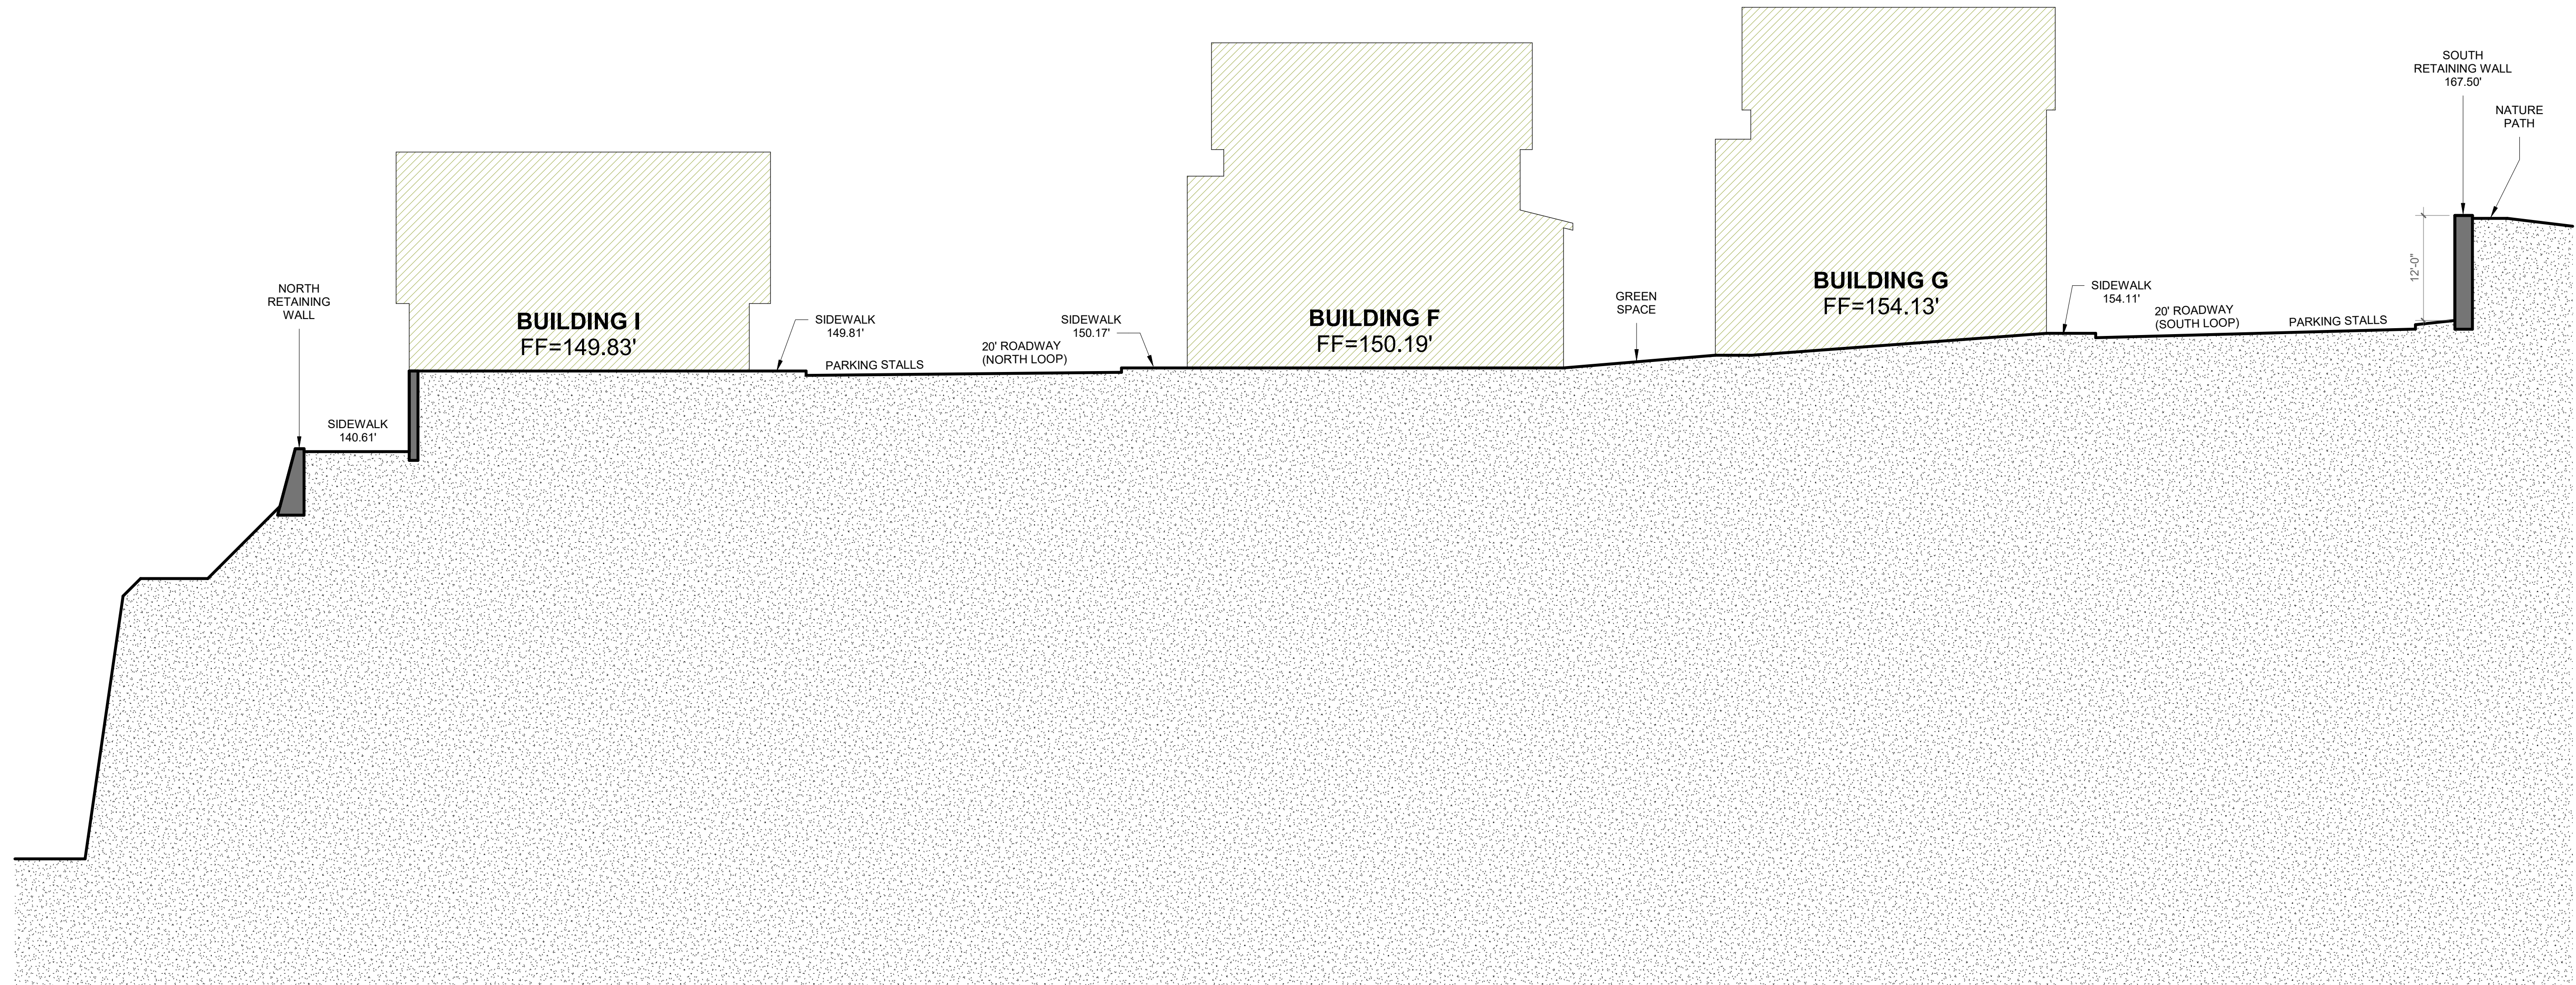 SOUTH
RETAINING WALL
167.50'
NATURE
PATH
12'-0"
NORTH
RETAINING
WALL
SIDEWALK
140.61'
BUILDING I
FF=149.83'
SIDEWALK
149.81'
PARKING STALLS
20' ROADWAY
(NORTH LOOP)
SIDEWALK
150.17'
BUILDING F
FF=150.19'
GREEN
SPACE
BUILDING G
FF=154.13'
SIDEWALK
154.11'
20' ROADWAY
(SOUTH LOOP)
PARKING STALLS